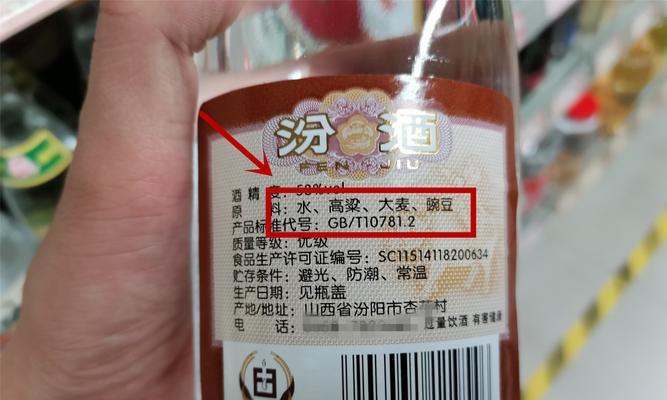 汾酒
FEN JIU
酒精度：53%vol
原料：水、高粱、大麦、豌豆
产品标准代号：GB/T10781.2
质量等级：优级
食品生产许可证编号：SC11514118200634
贮存条件：避光、防潮、常温
生产日期：见瓶盖
产地/地址：山西省汾阳市杏花村
电话：
过量饮酒 有害健康